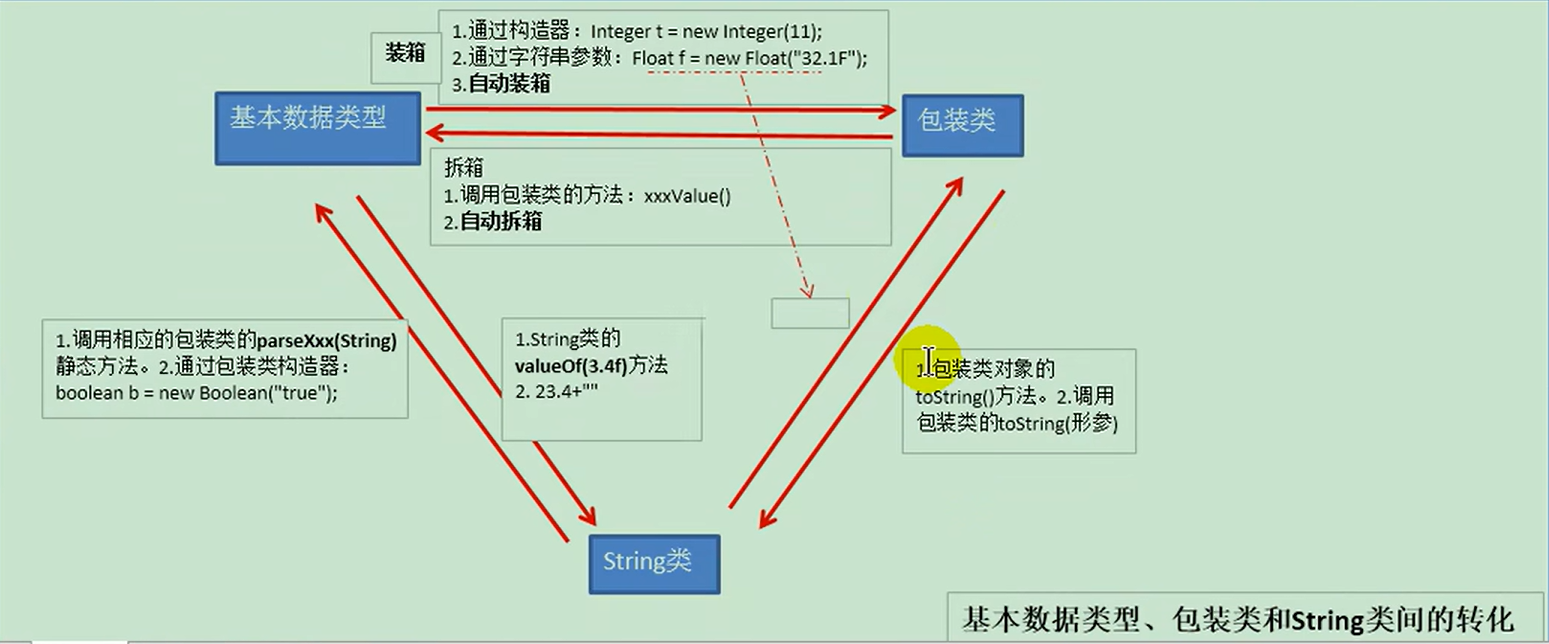 装箱
1.通过构造器：Integer t = new Integer(11);
2.通过字符串参数：Float f = new Float("32.1F");
3.自动装箱
基本数据类型
包装类
拆箱
1.调用包装类的方法：xxxValue()
2.自动拆箱
1.调用相应的包装类的parseXxx(String)
静态方法。2.通过包装类构造器：
boolean b = new Boolean("true");
1.String类的
valueOf(3.4f)方法
2. 23.4+""
1.包装类对象的
toString()方法。2.调用
包装类的toString(形参)
String类
基本数据类型、包装类和String类间的转化